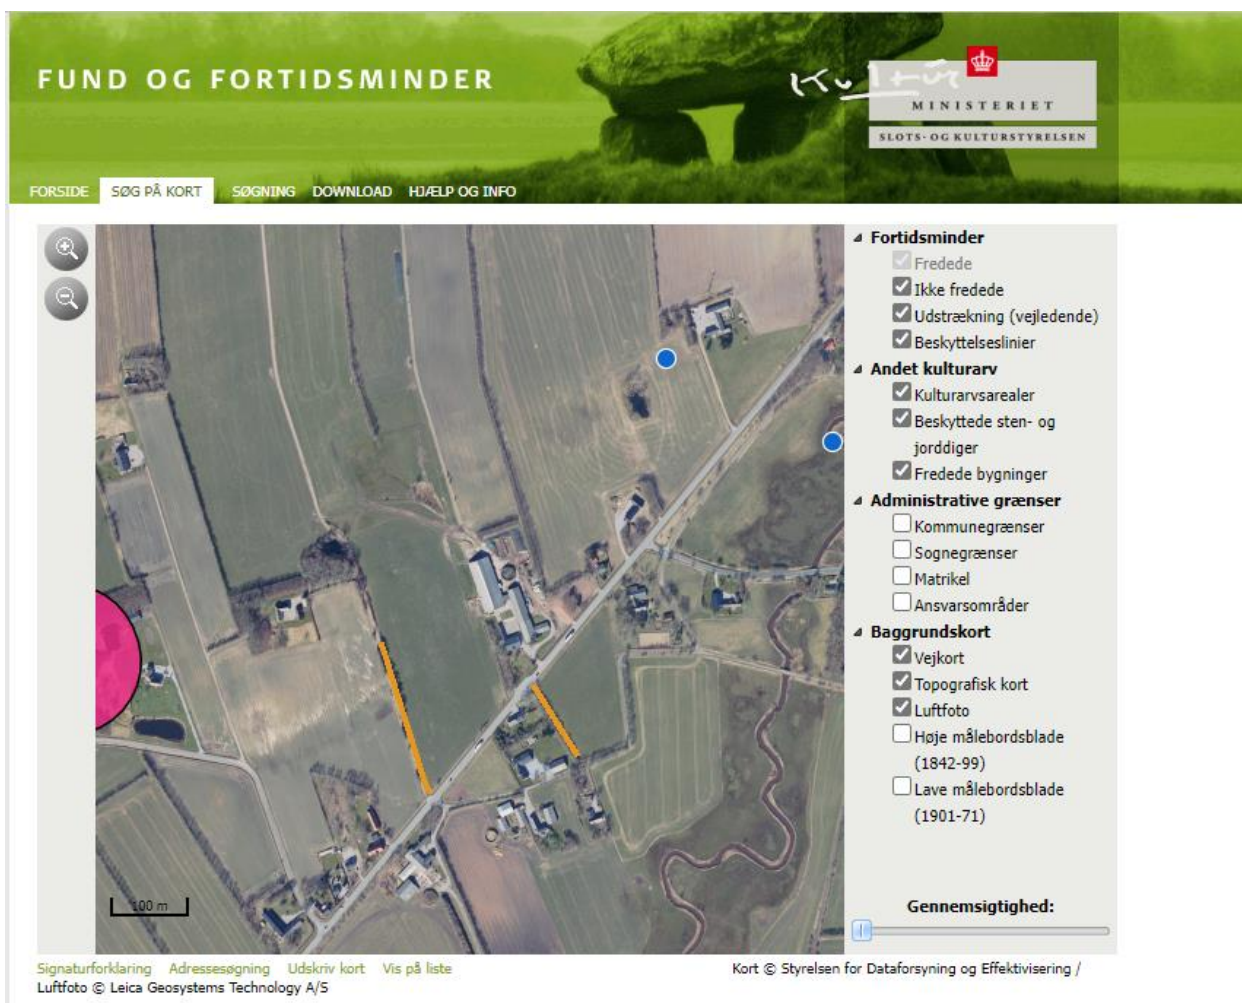 FUND OG FORTIDSMINDER
Kultur
MINISTERIET
SLOTS- OG KULTURSTYRELSEN
FORSIDE
SØG PÅ KORT
SØGNING
DOWNLOAD
HJÆLP OG INFO
Fortidsminder
Fredede
Ikke fredede
Udstrækning (vejledende)
Beskyttelseslinier
Andet kulturarv
Kulturarvsarealer
Beskyttede sten- og
jorddiger
Fredede bygninger
Administrative grænser
Kommunegrænser
Sognegrænser
Matrikel
Ansvarsområder
Baggrundskort
Vejkort
Topografisk kort
Luftfoto
Høje målebordsblade
(1842-99)
Lave målebordsblade
(1901-71)
100 m
Gennemsigtighed:
Signaturforklaring Adressesøgning Udskriv kort Vis på liste
Kort © Styrelsen for Dataforsyning og Effektivisering /
Luftfoto © Leica Geosystems Technology A/S